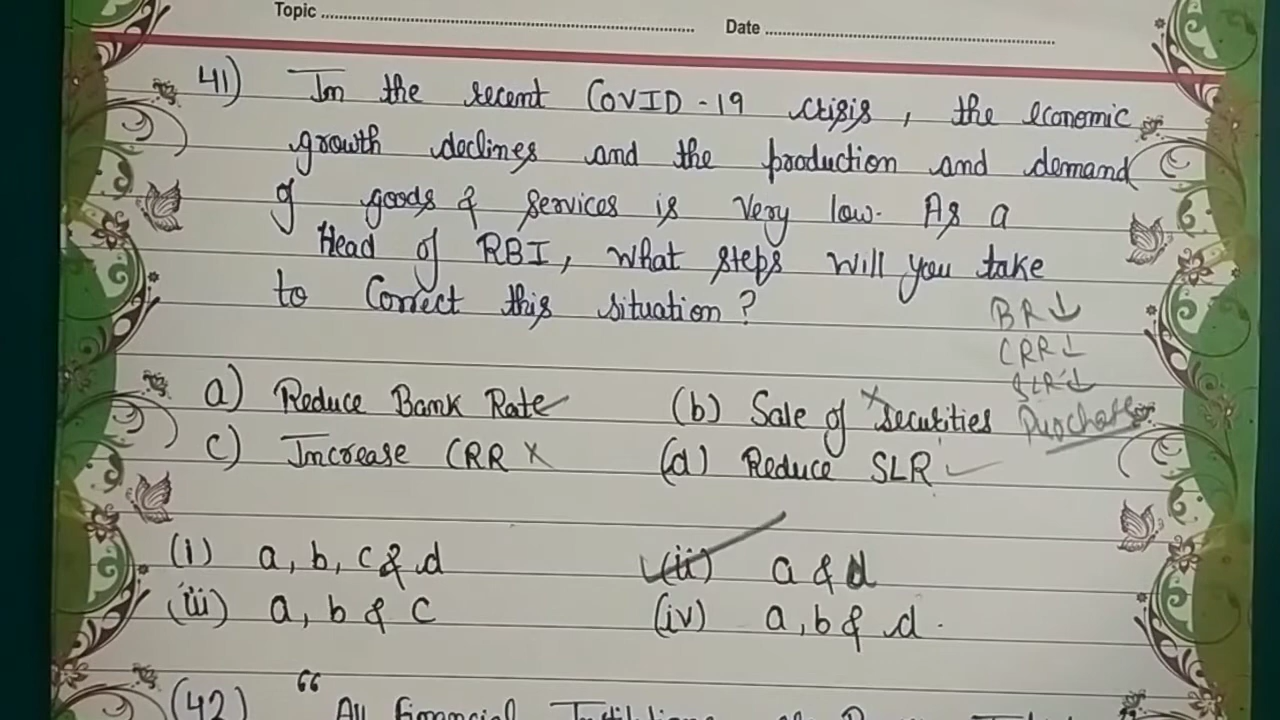 Topic ........................ Date ........................
41) In the recent COVID-19 crisis, the economic
growth declines and the production and demand
of goods & services is very low. As a
Head of RBI, what steps will you take
to Correct this situation?
BR↓
CRR↓
SLR↓
a) Reduce Bank Rate ✓ (b) Sale of securities × Purchase
c) Increase CRR × (d) Reduce SLR ✓
(i) a, b, c & d ✓(ii) a & d
(iii) a, b & c (iv) a, b & d.
(42) " All Financial